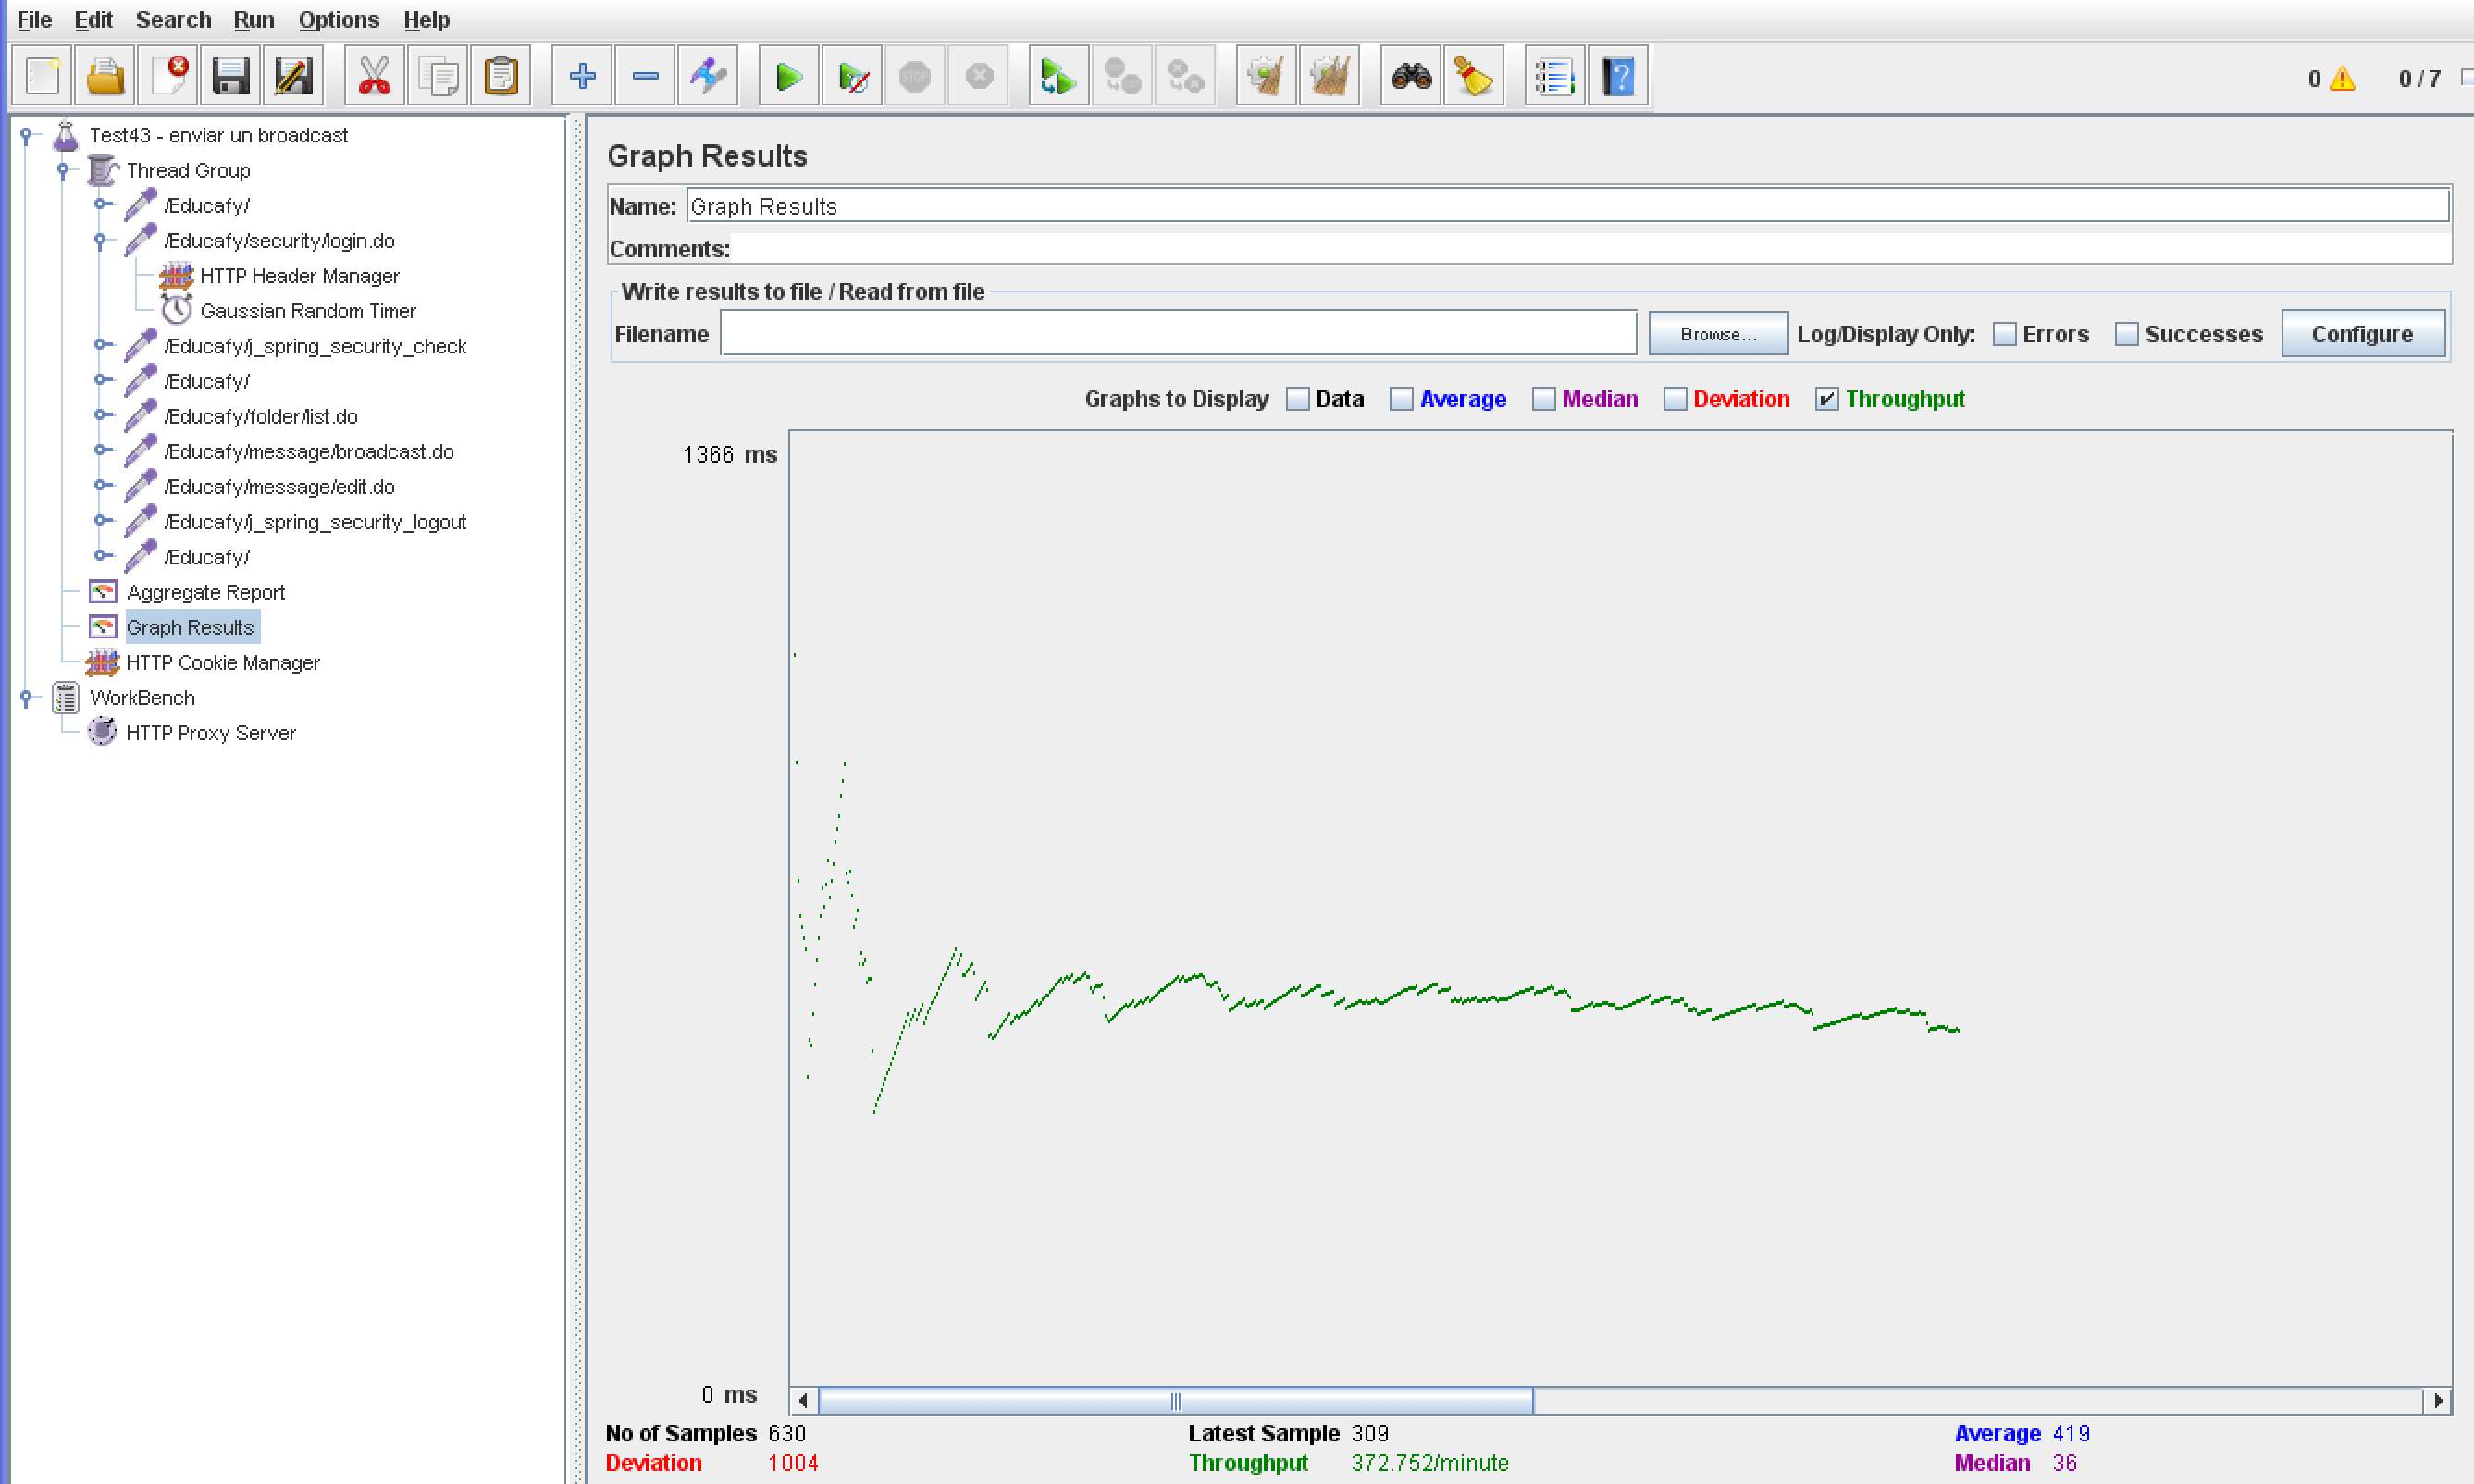 File Edit Search Run Options Help
STOP
0 0 / 7
Test43 - enviar un broadcast
Thread Group
/Educafy/
/Educafy/security/login.do
HTTP Header Manager
Gaussian Random Timer
/Educafy/j_spring_security_check
/Educafy/
/Educafy/folder/list.do
/Educafy/message/broadcast.do
/Educafy/message/edit.do
/Educafy/j_spring_security_logout
/Educafy/
Aggregate Report
Graph Results
HTTP Cookie Manager
WorkBench
HTTP Proxy Server
Graph Results
Name: Graph Results
Comments:
Write results to file / Read from file
Filename Browse... Log/Display Only: Errors Successes Configure
Graphs to Display Data Average Median Deviation Throughput
1366 ms
0 ms
No of Samples 630 Latest Sample 309 Average 419
Deviation 1004 Throughput 372.752/minute Median 36